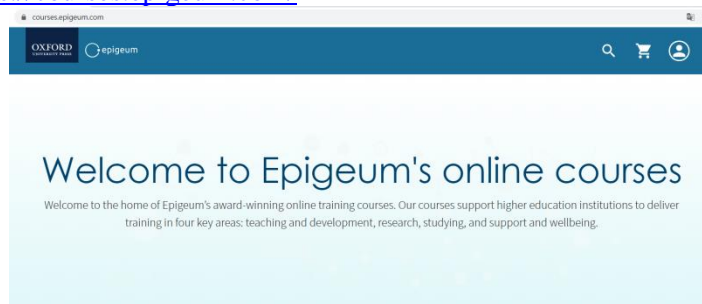 courses.epigeum.com
OXFORD
UNIVERSITY PRESS
epigeum
Welcome to Epigeum's online courses
Welcome to the home of Epigeum's award-winning online training courses. Our courses support higher education institutions to deliver
training in four key areas: teaching and development, research, studying, and support and wellbeing.